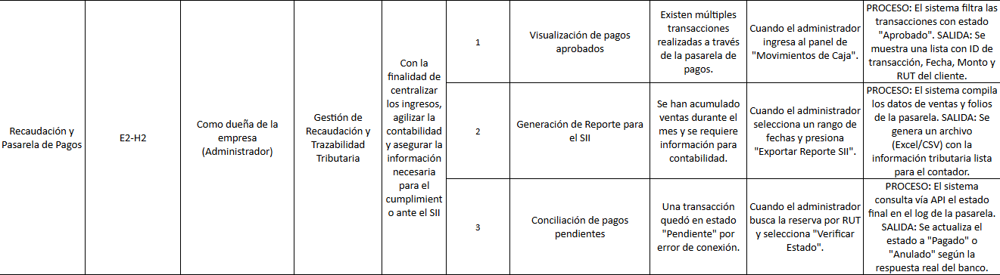 Recaudación y
Pasarela de Pagos
E2-H2
Como dueña de la
empresa
(Administrador)
Gestión de
Recaudación y
Trazabilidad
Tributaria
Con la
finalidad de
centralizar
los ingresos,
agilizar la
contabilidad
y asegurar la
información
necesaria
para el
cumplimient
o ante el SII
1
Visualización de pagos
aprobados
Existen múltiples
transacciones
realizadas a través
de la pasarela de
pagos.
Cuando el administrador
ingresa al panel de
"Movimientos de Caja".
PROCESO: El sistema filtra las
transacciones con estado
"Aprobado". SALIDA: Se
muestra una lista con ID de
transacción, Fecha, Monto y
RUT del cliente.
2
Generación de Reporte para
el SII
Se han acumulado
ventas durante el
mes y se requiere
información para
contabilidad.
Cuando el administrador
selecciona un rango de
fechas y presiona
"Exportar Reporte SII".
PROCESO: El sistema compila
los datos de ventas y folios
de la pasarela. SALIDA: Se
genera un archivo
(Excel/CSV) con la
información tributaria lista
para el contador.
3
Conciliación de pagos
pendientes
Una transacción
quedó en estado
"Pendiente" por
error de conexión.
Cuando el administrador
busca la reserva por RUT
y selecciona "Verificar
Estado".
PROCESO: El sistema
consulta vía API el estado
final en el log de la pasarela.
SALIDA: Se actualiza el
estado a "Pagado" o
"Anulado" según la
respuesta real del banco.